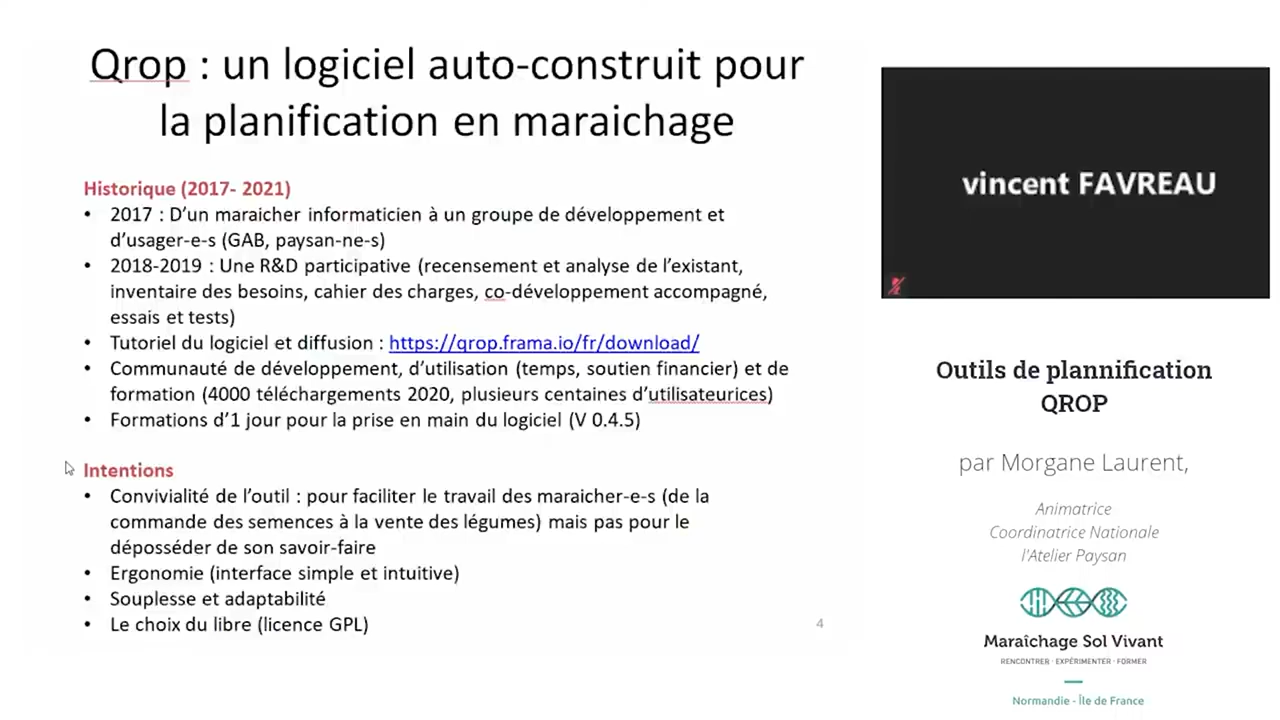 Qrop : un logiciel auto-construit pour
la planification en maraichage
Historique (2017- 2021)
• 2017 : D'un maraicher informaticien à un groupe de développement et
d'usager-e-s (GAB, paysan-ne-s)
• 2018-2019 : Une R&D participative (recensement et analyse de l'existant,
inventaire des besoins, cahier des charges, co-développement accompagné,
essais et tests)
• Tutoriel du logiciel et diffusion : https://qrop.frama.io/fr/download/
• Communauté de développement, d'utilisation (temps, soutien financier) et de
formation (4000 téléchargements 2020, plusieurs centaines d'utilisateurices)
• Formations d'1 jour pour la prise en main du logiciel (V 0.4.5)
Intentions
• Convivialité de l'outil : pour faciliter le travail des maraicher-e-s (de la
commande des semences à la vente des légumes) mais pas pour le
déposséder de son savoir-faire
• Ergonomie (interface simple et intuitive)
• Souplesse et adaptabilité
• Le choix du libre (licence GPL)
4
vincent FAVREAU
Outils de plannification
QROP
par Morgane Laurent,
Animatrice
Coordinatrice Nationale
l'Atelier Paysan
Maraîchage Sol Vivant
RENCONTRER · EXPÉRIMENTER · FORMER
Normandie - Île de France